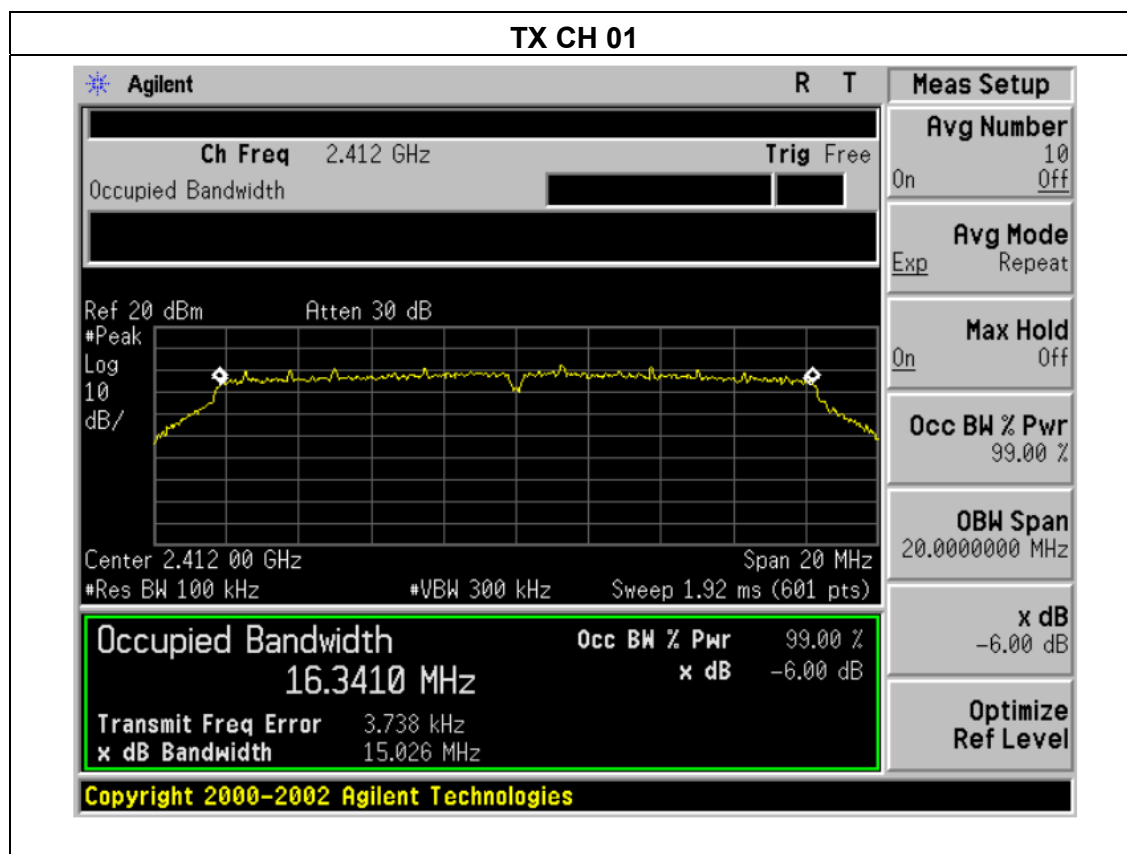 TX CH 01
Agilent R T
Ch Freq 2.412 GHz Trig Free
Occupied Bandwidth
Ref 20 dBm Atten 30 dB
#Peak
Log
10
dB/
Center 2.412 00 GHz Span 20 MHz
#Res BW 100 kHz #VBW 300 kHz Sweep 1.92 ms (601 pts)
Occupied Bandwidth Occ BW % Pwr 99.00 %
16.3410 MHz x dB -6.00 dB
Transmit Freq Error 3.738 kHz
x dB Bandwidth 15.026 MHz
Copyright 2000-2002 Agilent Technologies
Meas Setup
Avg Number
10
On Off
Avg Mode
Exp Repeat
Max Hold
On Off
Occ BW % Pwr
99.00 %
OBW Span
20.0000000 MHz
x dB
-6.00 dB
Optimize
Ref Level